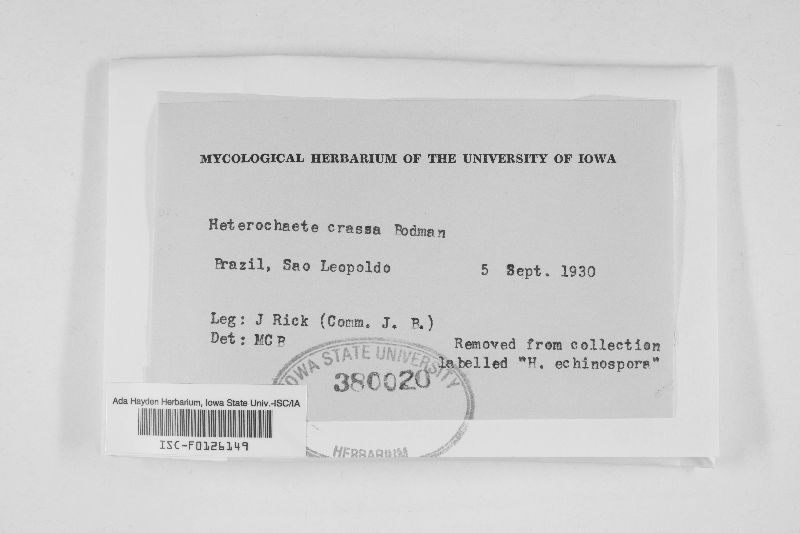 MYCOLOGICAL HERBARIUM OF THE UNIVERSITY OF IOWA
Heterochaete crassa Bodman
Brazil, Sao Leopoldo 5 Sept. 1930
Leg: J Rick (Comm. J. R.)
Det: MCB
Removed from collection
labelled "H. echinospora"
IOWA STATE UNIVERSITY
380020
HERBARIUM
Ada Hayden Herbarium, Iowa State Univ.-ISC/IA
ISC-F0126149